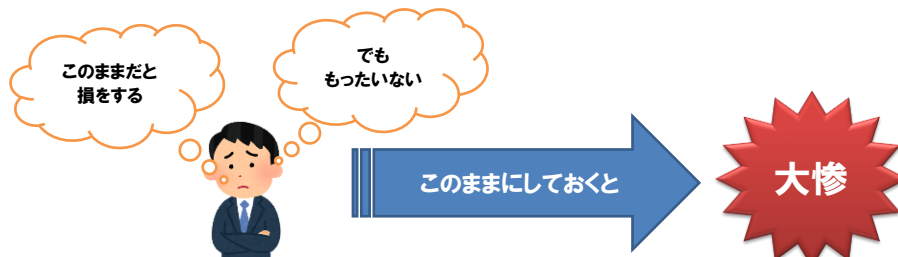 このままだと
損をする
でも
もったいない
このままにしておくと
大惨